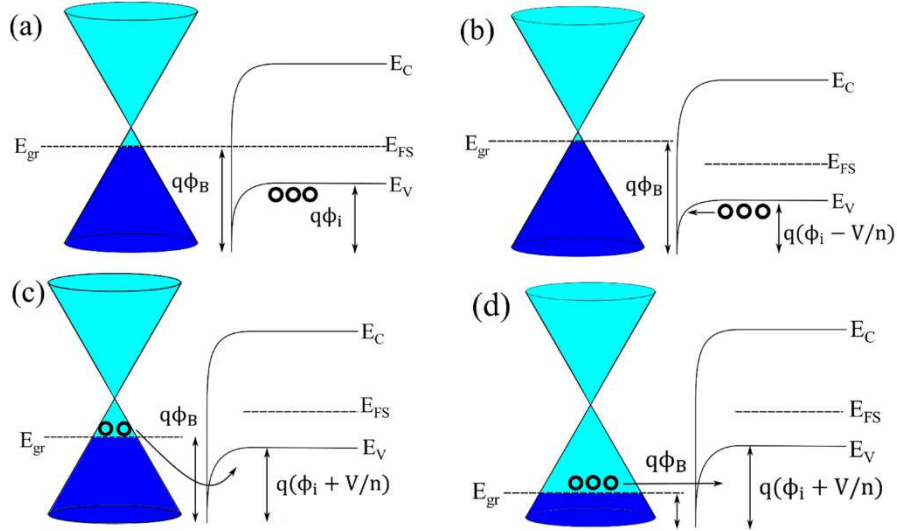 (a)
E_C
E_gr
E_FS
qϕ_B
E_V
qϕ_i
(b)
E_C
E_gr
E_FS
qϕ_B
E_V
q(ϕ_i − V/n)
(c)
E_C
qϕ_B
E_FS
E_gr
E_V
q(ϕ_i + V/n)
(d)
E_C
E_FS
E_V
qϕ_B
E_gr
q(ϕ_i + V/n)